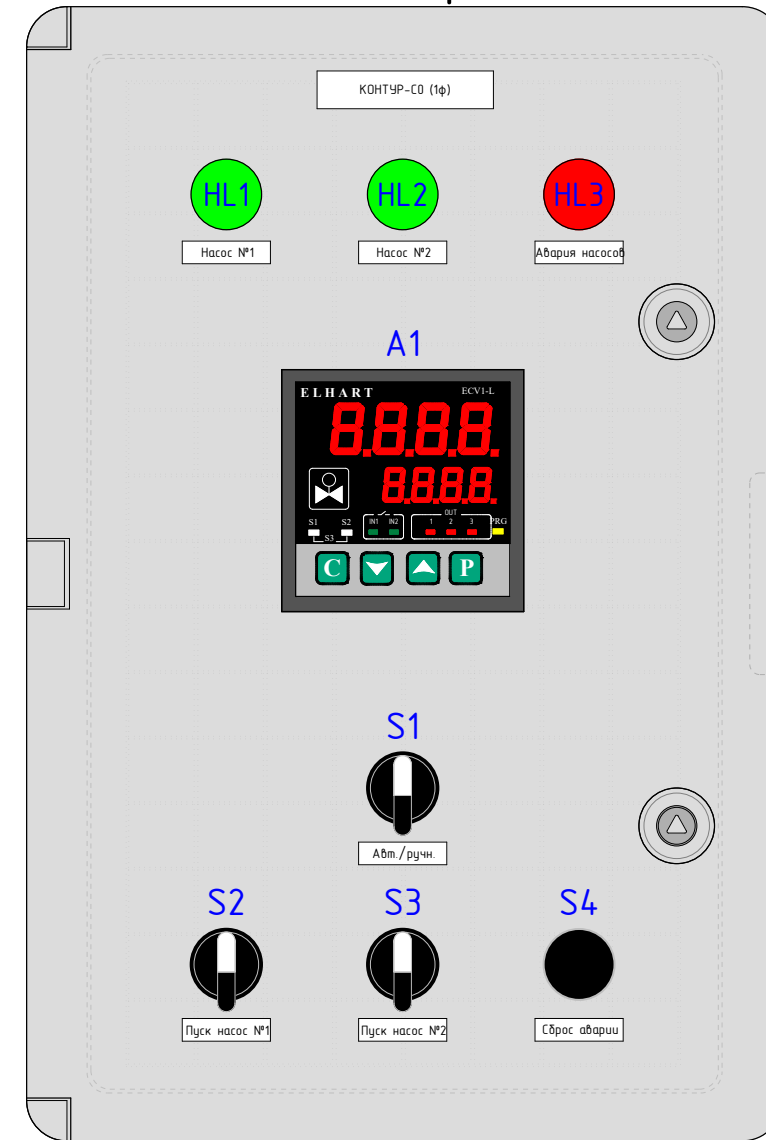 КОНТУР-СО (1ф)
HL1 HL2 HL3
Насос №1 Насос №2 Авария насосов
A1
ELHART ECV1-L
8.8.8.8.
8.8.8.8.
OUT
S1 S2 IN1 IN2 1 2 3 PRG
S3
C P
S1
Авт./ручн.
S2 S3 S4
Пуск насос №1 Пуск насос №2 Сброс аварии